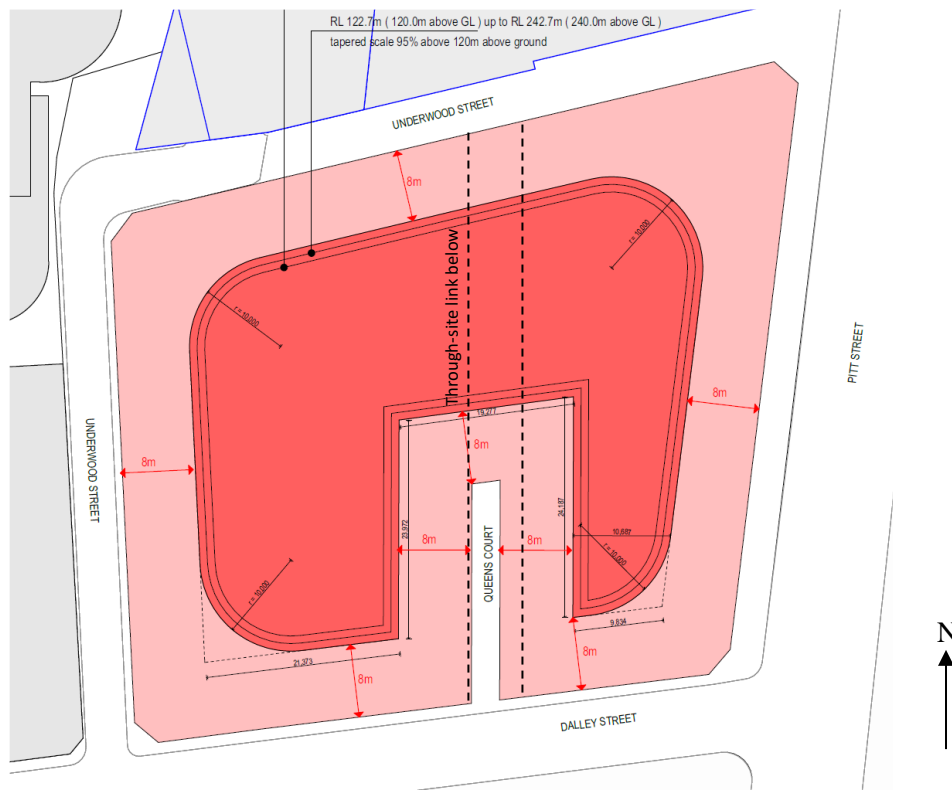 RL 122.7m ( 120.0m above GL ) up to RL 242.7m ( 240.0m above GL )
tapered scale 95% above 120m above ground
UNDERWOOD STREET
8m
r = 10,000
Through-site link below
r = 10,000
PITT STREET
8m
19,277
8m
8m
UNDERWOOD STREET
23,972
24,187
8m
QUEENS COURT
8m
10,687
r = 10,000
r = 10,000
9,834
N
21,373
8m
8m
DALLEY STREET